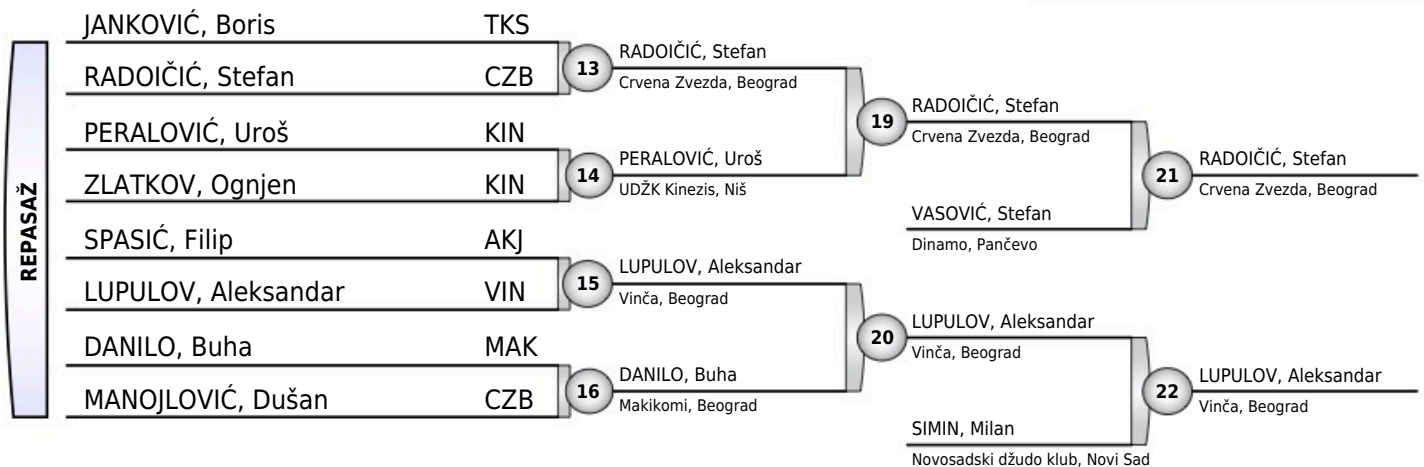 REPASAŽ
JANKOVIĆ, Boris TKS
RADOIČIĆ, Stefan CZB
PERALOVIĆ, Uroš KIN
ZLATKOV, Ognjen KIN
SPASIĆ, Filip AKJ
LUPULOV, Aleksandar VIN
DANILO, Buha MAK
MANOJLOVIĆ, Dušan CZB
13
RADOIČIĆ, Stefan
Crvena Zvezda, Beograd
14
PERALOVIĆ, Uroš
UDŽK Kinezis, Niš
15
LUPULOV, Aleksandar
Vinča, Beograd
16
DANILO, Buha
Makikomi, Beograd
19
RADOIČIĆ, Stefan
Crvena Zvezda, Beograd
VASOVIĆ, Stefan
Dinamo, Pančevo
20
LUPULOV, Aleksandar
Vinča, Beograd
SIMIN, Milan
Novosadski džudo klub, Novi Sad
21
RADOIČIĆ, Stefan
Crvena Zvezda, Beograd
22
LUPULOV, Aleksandar
Vinča, Beograd